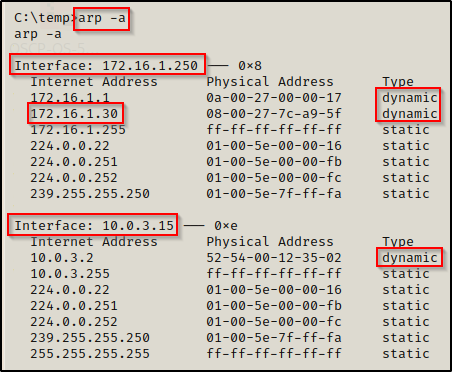 C:\temp>arp -a
arp -a
Interface: 172.16.1.250 --- 0×8
Internet Address Physical Address Type
172.16.1.1 0a-00-27-00-00-17 dynamic
172.16.1.30 08-00-27-7c-a9-5f dynamic
172.16.1.255 ff-ff-ff-ff-ff-ff static
224.0.0.22 01-00-5e-00-00-16 static
224.0.0.251 01-00-5e-00-00-fb static
224.0.0.252 01-00-5e-00-00-fc static
239.255.255.250 01-00-5e-7f-ff-fa static
Interface: 10.0.3.15 --- 0×e
Internet Address Physical Address Type
10.0.3.2 52-54-00-12-35-02 dynamic
10.0.3.255 ff-ff-ff-ff-ff-ff static
224.0.0.22 01-00-5e-00-00-16 static
224.0.0.251 01-00-5e-00-00-fb static
224.0.0.252 01-00-5e-00-00-fc static
239.255.255.250 01-00-5e-7f-ff-fa static
255.255.255.255 ff-ff-ff-ff-ff-ff static